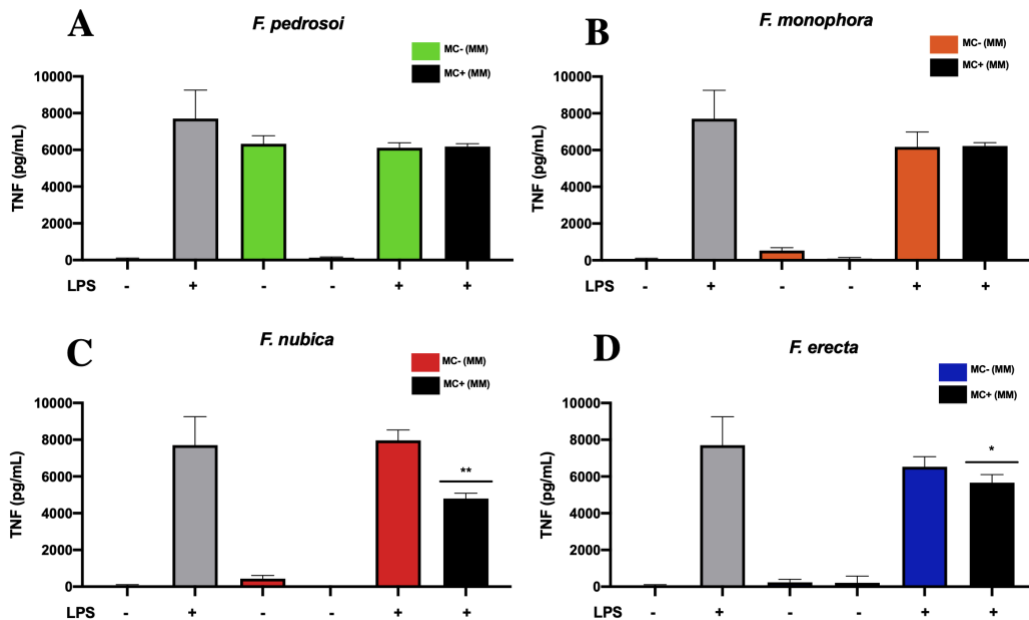 A
F. pedrosoi
MC- (MM)
MC+ (MM)
10000
8000
6000
4000
2000
0
TNF (pg/mL)
LPS - + - - + +
B
F. monophora
MC- (MM)
MC+ (MM)
10000
8000
6000
4000
2000
0
TNF (pg/mL)
LPS - + - - + +
C
F. nubica
MC- (MM)
MC+ (MM)
10000
8000
6000
4000
2000
0
TNF (pg/mL)
**
LPS - + - - + +
D
F. erecta
MC- (MM)
MC+ (MM)
10000
8000
6000
4000
2000
0
TNF (pg/mL)
*
LPS - + - - + +